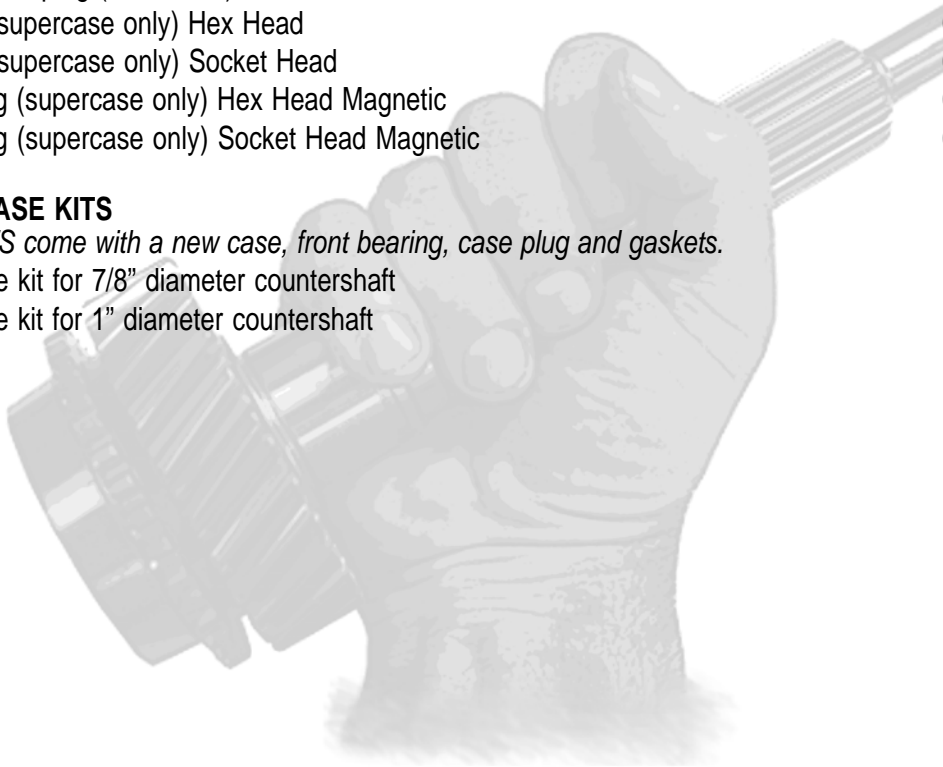 (supercase only) Hex Head
(supercase only) Socket Head
(supercase only) Hex Head Magnetic
(supercase only) Socket Head Magnetic
KITS
come with a new case, front bearing, case plug and gaskets.
kit for 7/8” diameter countershaft
kit for 1” diameter countershaft